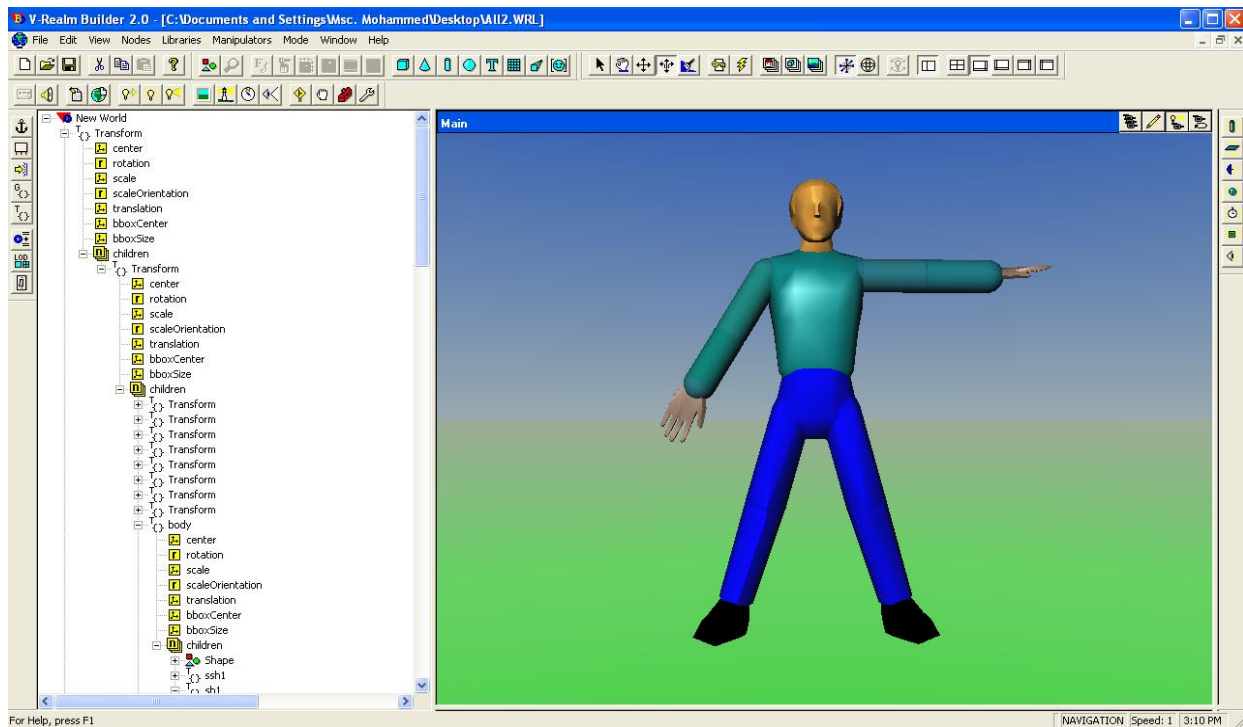 V-Realm Builder 2.0 - [C:\Documents and Settings\Msc. Mohammed\Desktop\All2.WRL]
File Edit View Nodes Libraries Manipulators Mode Window Help
New World
Transform
center
rotation
scale
scaleOrientation
translation
bboxCenter
bboxSize
children
Transform
center
rotation
scale
scaleOrientation
translation
bboxCenter
bboxSize
children
Transform
Transform
Transform
Transform
Transform
Transform
Transform
Transform
body
center
rotation
scale
scaleOrientation
translation
bboxCenter
bboxSize
children
Shape
ssh1
sh1
Main
LOD
For Help, press F1
NAVIGATION Speed: 1 3:10 PM